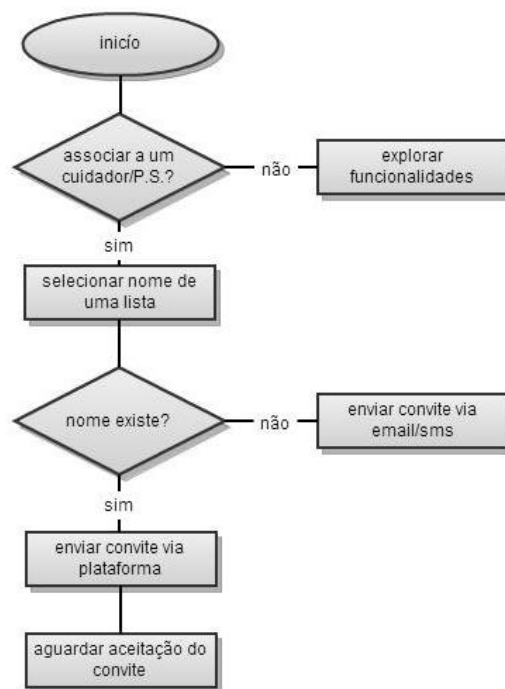 inicío
associar a um
cuidador/P.S.?
não
explorar
funcionalidades
sim
selecionar nome de
uma lista
nome existe?
não
enviar convite via
email/sms
sim
enviar convite via
plataforma
aguardar aceitação do
convite